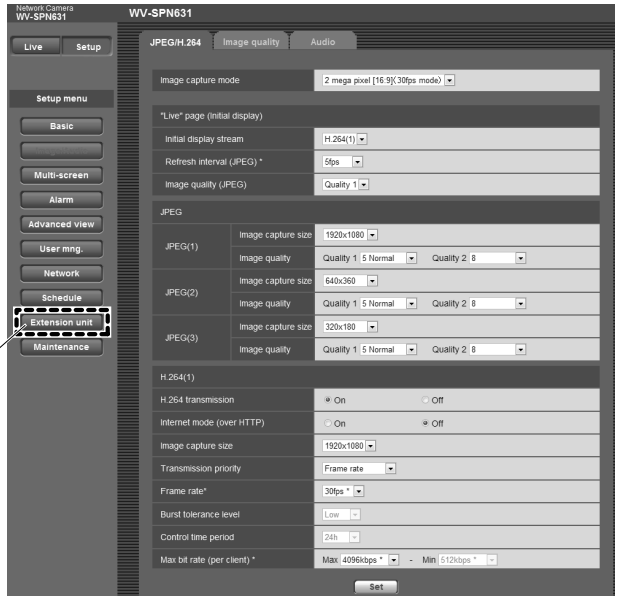 Network Camera
WV-SPN631
WV-SPN631
Live
Setup
Setup menu
Basic
Multi-screen
Alarm
Advanced view
User mng.
Network
Schedule
Extension unit
Maintenance
JPEG/H.264
Image quality
Audio
Image capture mode
2 mega pixel [16:9](30fps mode)
"Live" page (Initial display)
Initial display stream
H.264(1)
Refresh interval (JPEG) *
5fps
Image quality (JPEG)
Quality 1
JPEG
JPEG(1)
Image capture size
1920x1080
Image quality
Quality 1 5 Normal
Quality 2 8
JPEG(2)
Image capture size
640x360
Image quality
Quality 1 5 Normal
Quality 2 8
JPEG(3)
Image capture size
320x180
Image quality
Quality 1 5 Normal
Quality 2 8
H.264(1)
H.264 transmission
On
Off
Internet mode (over HTTP)
On
Off
Image capture size
1920x1080
Transmission priority
Frame rate
Frame rate*
30fps *
Burst tolerance level
Low
Control time period
24h
Max bit rate (per client) *
Max 4096kbps * - Min 512kbps *
Set